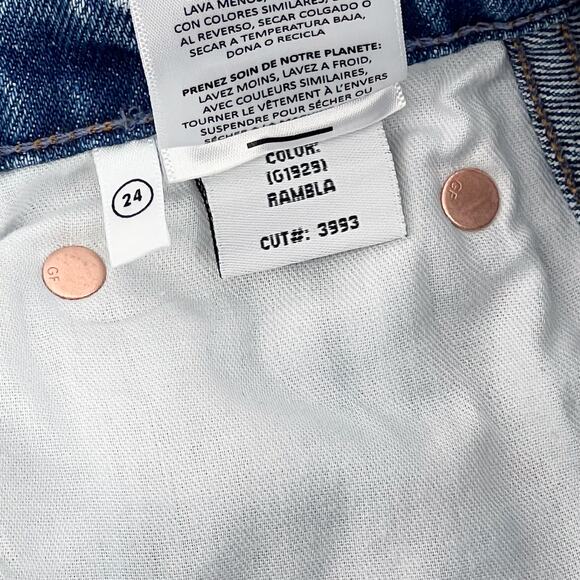 LAVA MENOS,
CON COLORES SIMILARES,
AL REVERSO, SECAR COLGADO O
SECAR A TEMPERATURA BAJA,
DONA O RECICLA
PRENEZ SOIN DE NOTRE PLANETE:
LAVEZ MOINS, LAVEZ A FROID,
AVEC COULEURS SIMILAIRES,
TOURNER LE VÊTEMENT À L'ENVERS
SUSPENDRE POUR SÉCHER OU
COLOR:
(G1929)
RAMBLA
CUT#: 3993
24
GF
GF